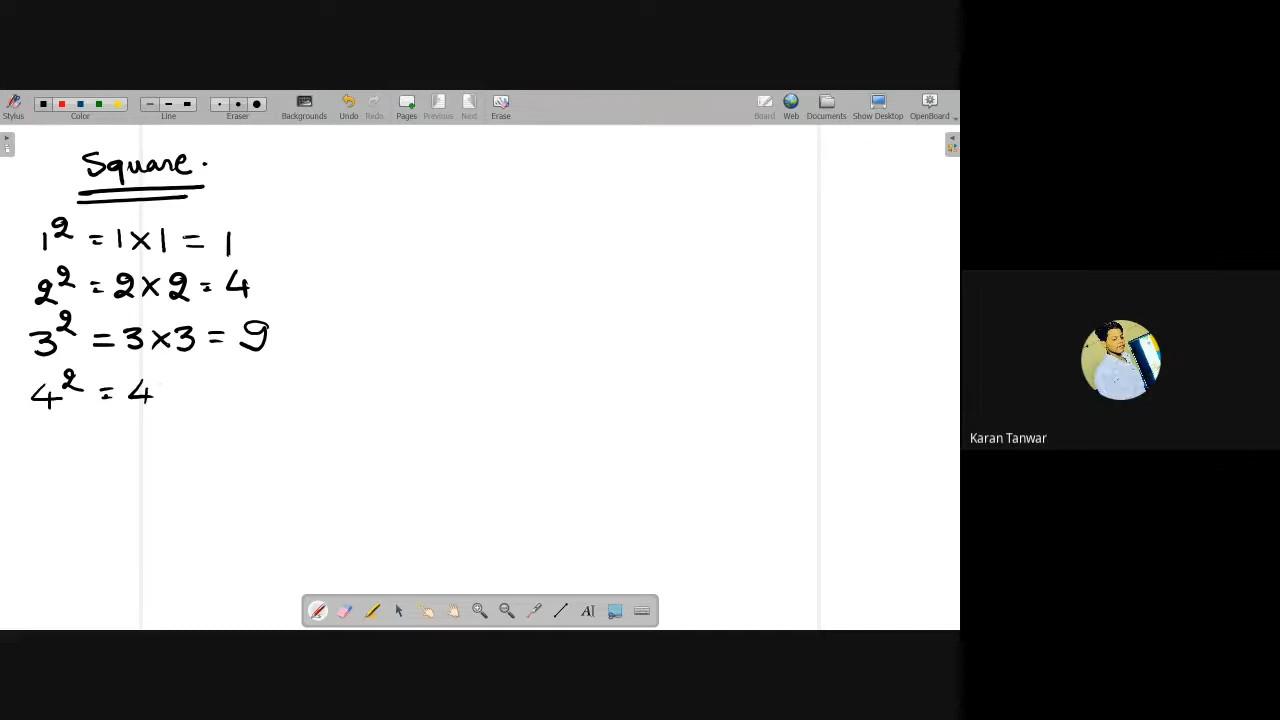 Stylus Color Line Eraser Backgrounds Undo Redo Pages Previous Next Erase Board Web Documents Show Desktop OpenBoard
Square.
1² = 1 × 1 = 1
2² = 2 × 2 = 4
3² = 3 × 3 = 9
4² = 4
Karan Tanwar